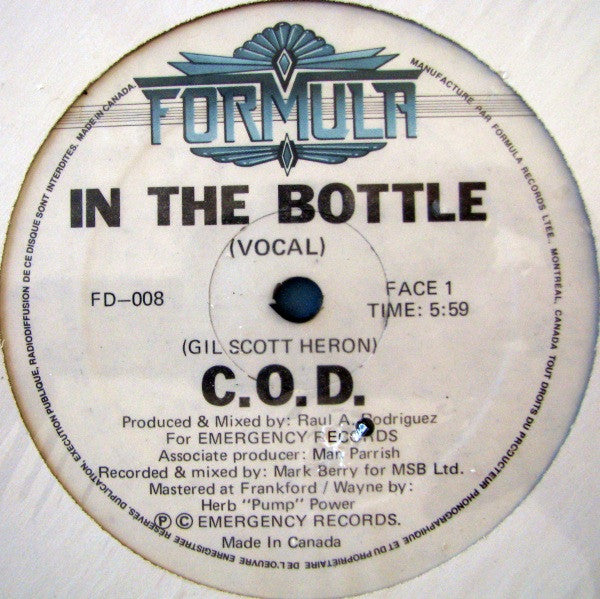 FORMULA
IN THE BOTTLE
(VOCAL)
FD-008
FACE 1
TIME: 5:59
(GIL SCOTT HERON)
C.O.D.
Produced & Mixed by: Raul A. Rodriguez
For EMERGENCY RECORDS
Associate producer: Man Parrish
Recorded & mixed by: Mark Berry for MSB Ltd.
Mastered at Frankford / Wayne by:
Herb "Pump" Power
Ⓟ © EMERGENCY RECORDS.
Made In Canada
MANUFACTURE PAR FORMULA RECORDS LTEE., MONTREAL, CANADA TOUT DROITS DU PRODUCTEUR PHONOGRAPHIQUE ET DU PROPRIÉTAIRE DE L'OEUVRE ENREGISTREE RESERVES. DUPLICATION EXECUTION PUBLIQUE, RADIODIFFUSION DE CE DISQUE SONT INTERDITES. MADE IN CANADA.